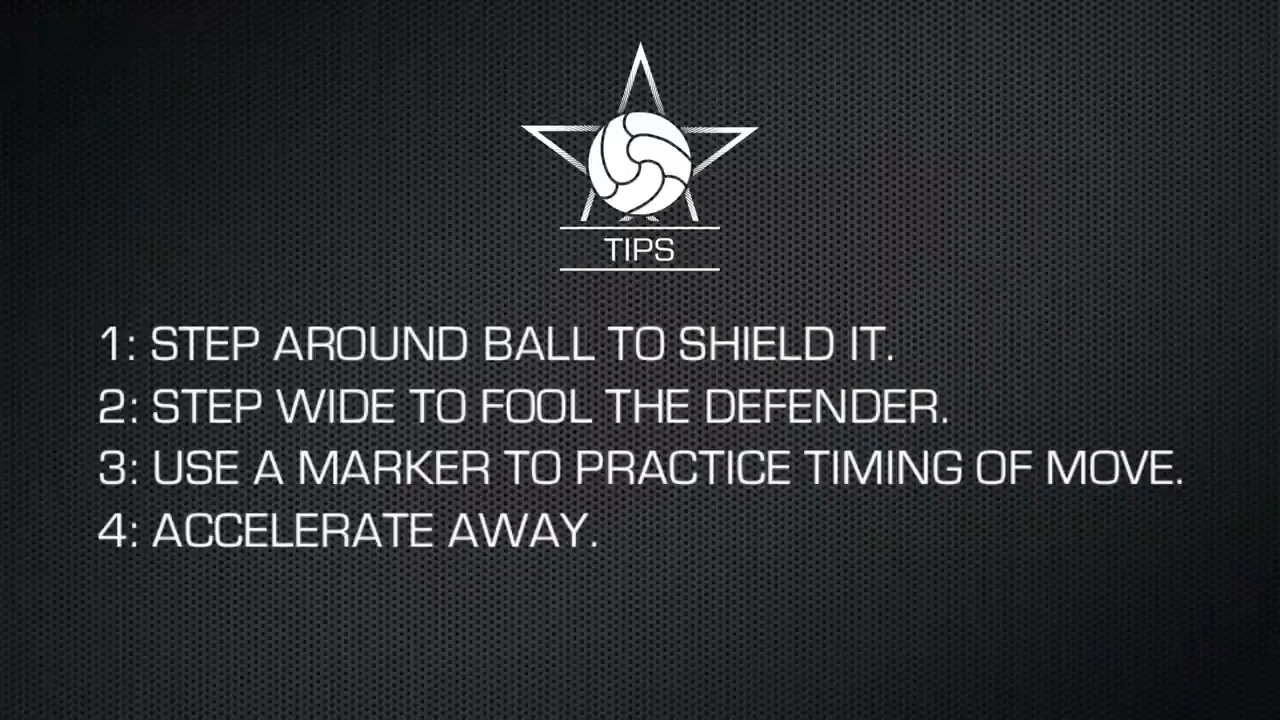 TIPS
1: STEP AROUND BALL TO SHIELD IT.
2: STEP WIDE TO FOOL THE DEFENDER.
3: USE A MARKER TO PRACTICE TIMING OF MOVE.
4: ACCELERATE AWAY.